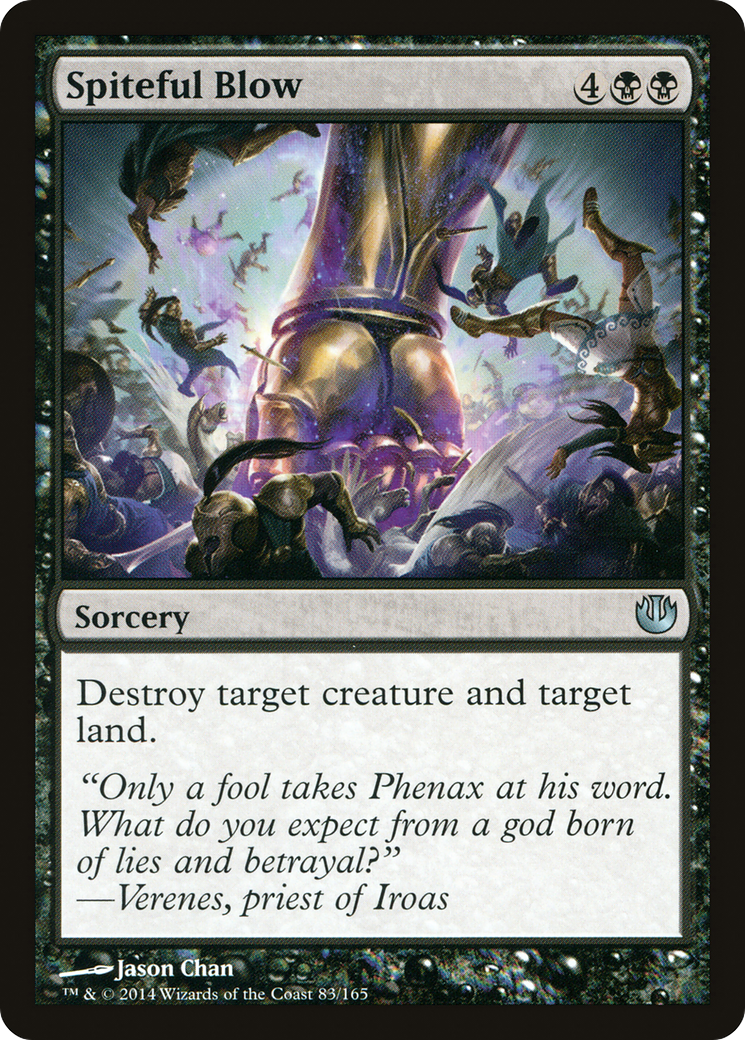 Spiteful Blow 4
Sorcery
Destroy target creature and target
land.
“Only a fool takes Phenax at his word.
What do you expect from a god born
of lies and betrayal?”
—Verenes, priest of Iroas
Jason Chan
™ & © 2014 Wizards of the Coast 83/165